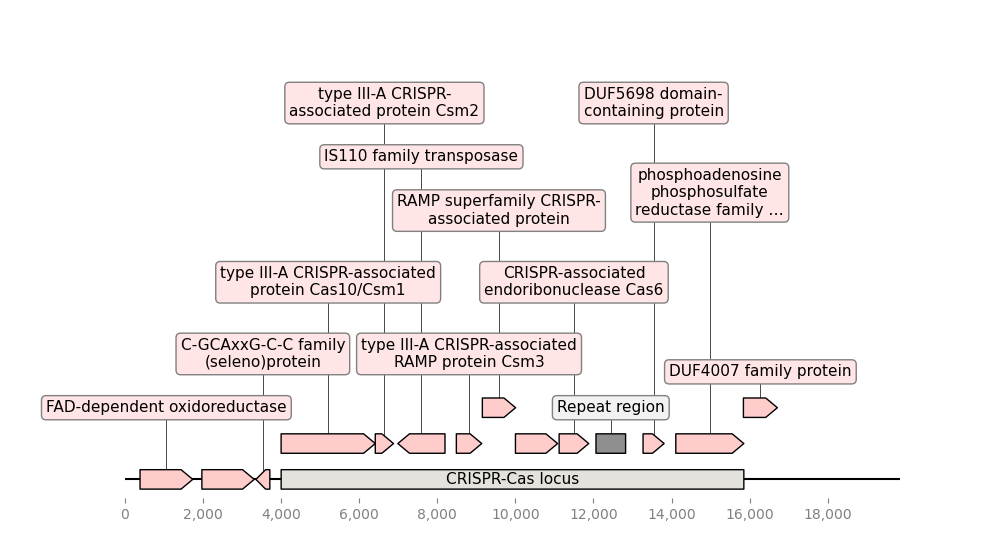 type III-A CRISPR-
associated protein Csm2
DUF5698 domain-
containing protein
IS110 family transposase
phosphoadenosine
phosphosulfate
reductase family …
RAMP superfamily CRISPR-
associated protein
type III-A CRISPR-associated
protein Cas10/Csm1
CRISPR-associated
endoribonuclease Cas6
C-GCAxxG-C-C family
(seleno)protein
type III-A CRISPR-associated
RAMP protein Csm3
DUF4007 family protein
FAD-dependent oxidoreductase
Repeat region
CRISPR-Cas locus
0 2,000 4,000 6,000 8,000 10,000 12,000 14,000 16,000 18,000